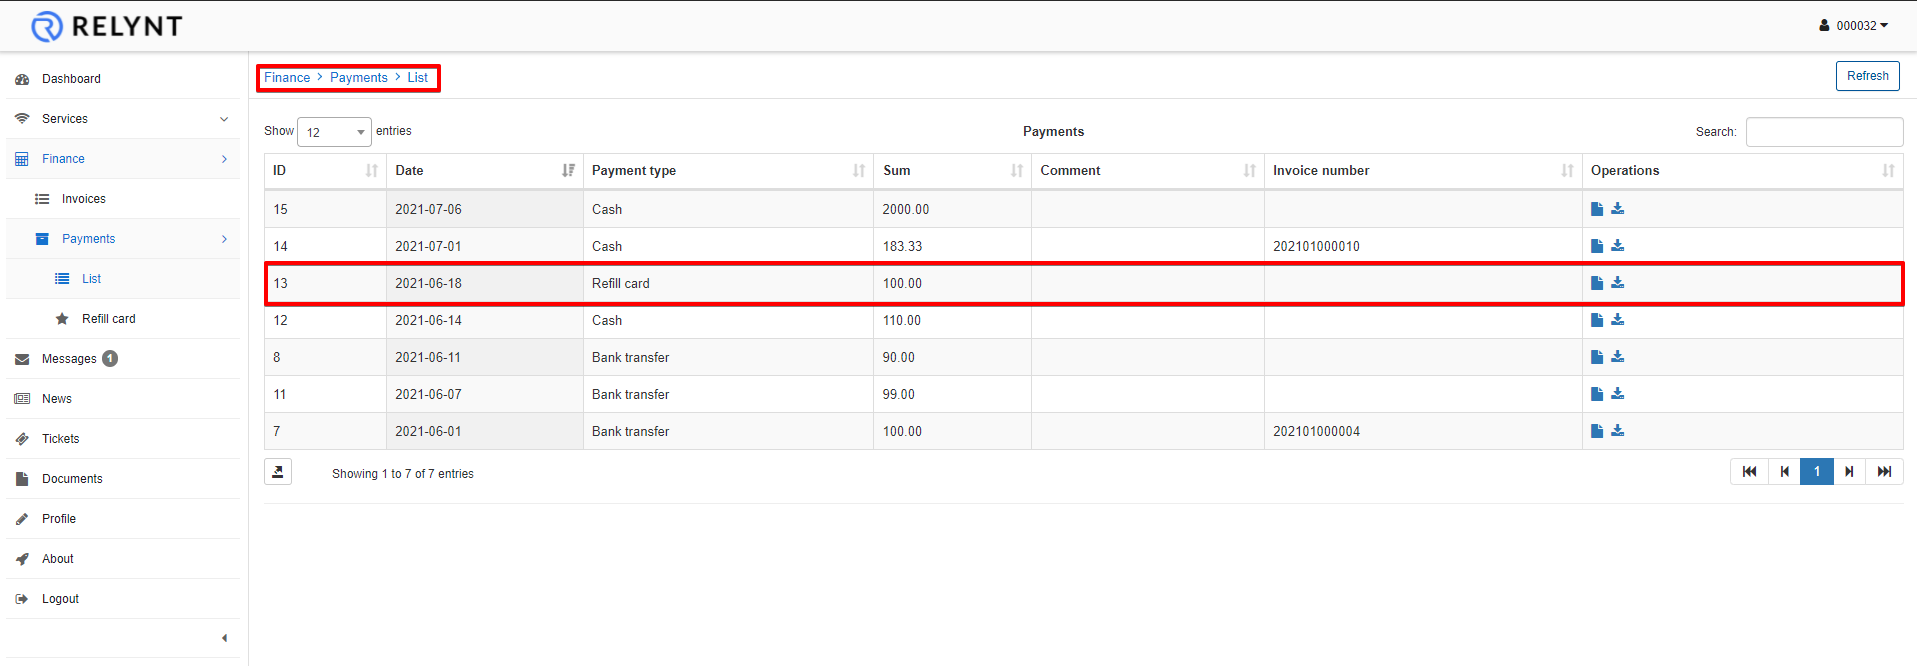 RELYNT
000032
Dashboard
Services
Finance
Invoices
Payments
List
Refill card
Messages 1
News
Tickets
Documents
Profile
About
Logout
Finance > Payments > List
Refresh
Show 12 entries
Payments
Search:
ID Date Payment type Sum Comment Invoice number Operations
15 2021-07-06 Cash 2000.00
14 2021-07-01 Cash 183.33 202101000010
13 2021-06-18 Refill card 100.00
12 2021-06-14 Cash 110.00
8 2021-06-11 Bank transfer 90.00
11 2021-06-07 Bank transfer 99.00
7 2021-06-01 Bank transfer 100.00 202101000004
Showing 1 to 7 of 7 entries
1